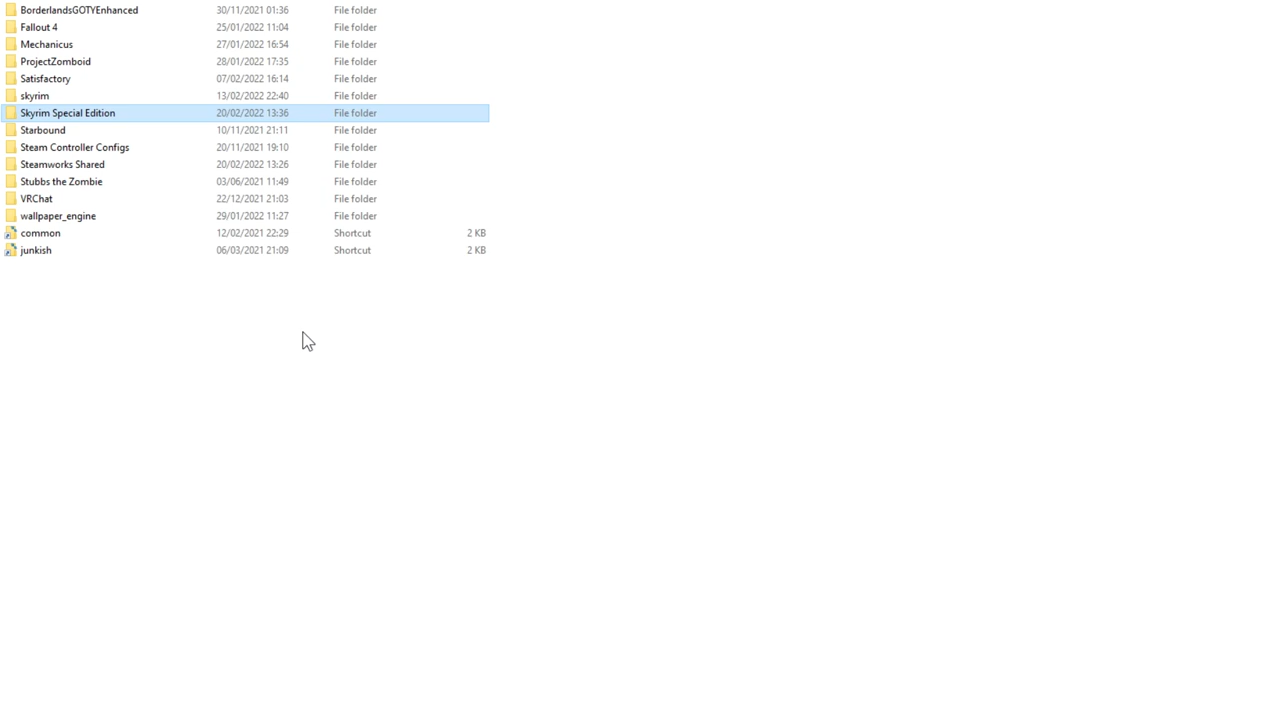 BorderlandsGOTYEnhanced 30/11/2021 01:36 File folder
Fallout 4 25/01/2022 11:04 File folder
Mechanicus 27/01/2022 16:54 File folder
ProjectZomboid 28/01/2022 17:35 File folder
Satisfactory 07/02/2022 16:14 File folder
skyrim 13/02/2022 22:40 File folder
Skyrim Special Edition 20/02/2022 13:36 File folder
Starbound 10/11/2021 21:11 File folder
Steam Controller Configs 20/11/2021 19:10 File folder
Steamworks Shared 20/02/2022 13:26 File folder
Stubbs the Zombie 03/06/2021 11:49 File folder
VRChat 22/12/2021 21:03 File folder
wallpaper_engine 29/01/2022 11:27 File folder
common 12/02/2021 22:29 Shortcut 2 KB
junkish 06/03/2021 21:09 Shortcut 2 KB